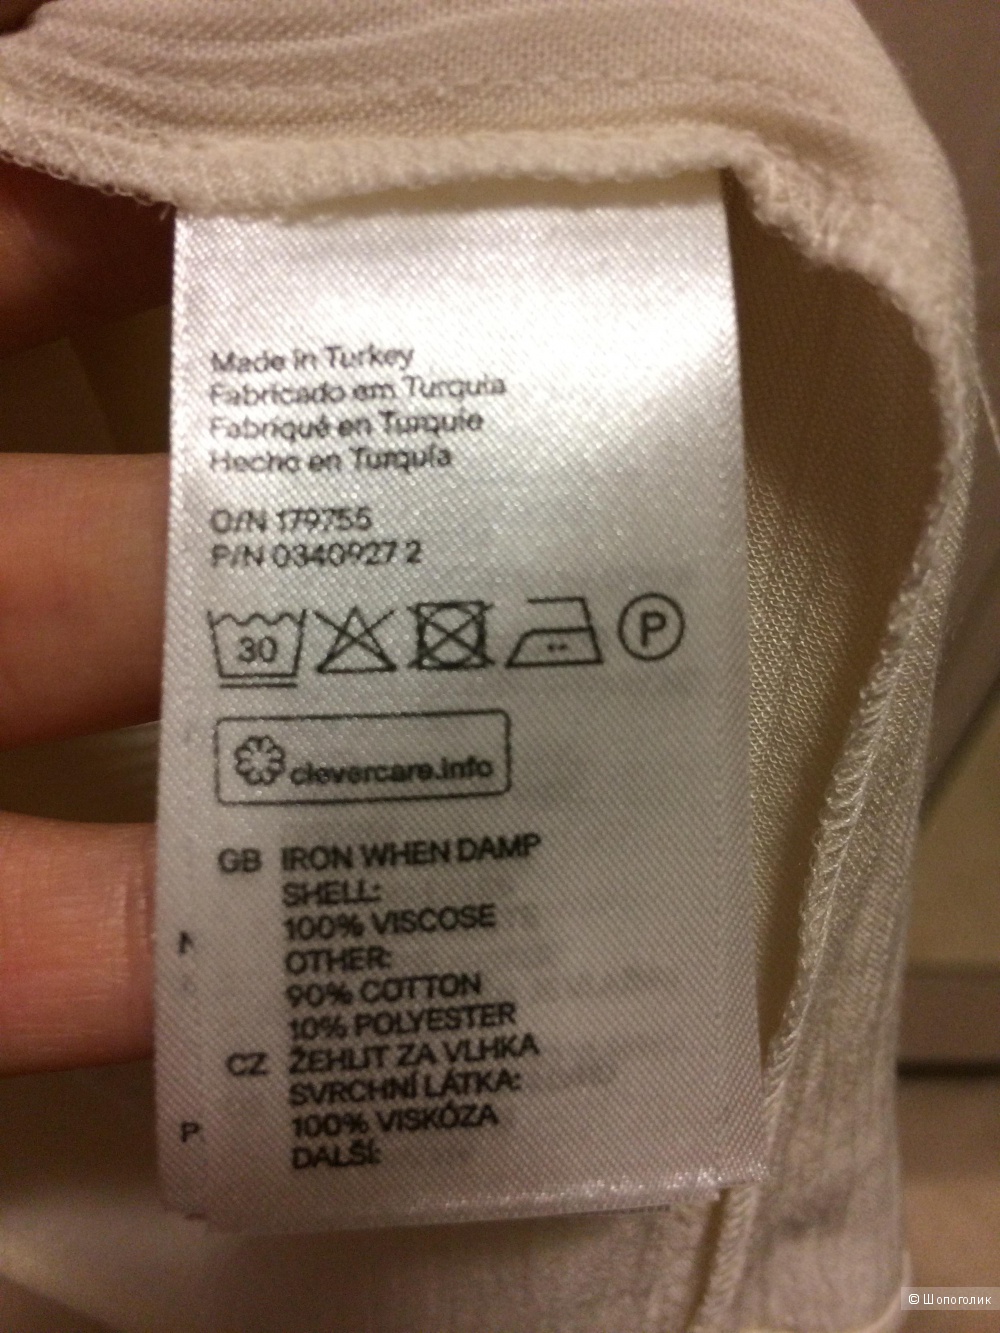 Made in Turkey
Fabricado em Turquia
Fabriqué en Turquie
Hecho en Turquía
O/N 179755
P/N 0340927 2
30
P
clevercare.info
GB IRON WHEN DAMP
SHELL:
100% VISCOSE
OTHER:
90% COTTON
10% POLYESTER
CZ ŽEHLIT ZA VLHKA
SVRCHNÍ LÁTKA:
100% VISKÓZA
DALŠÍ:
P
© Шопоголик